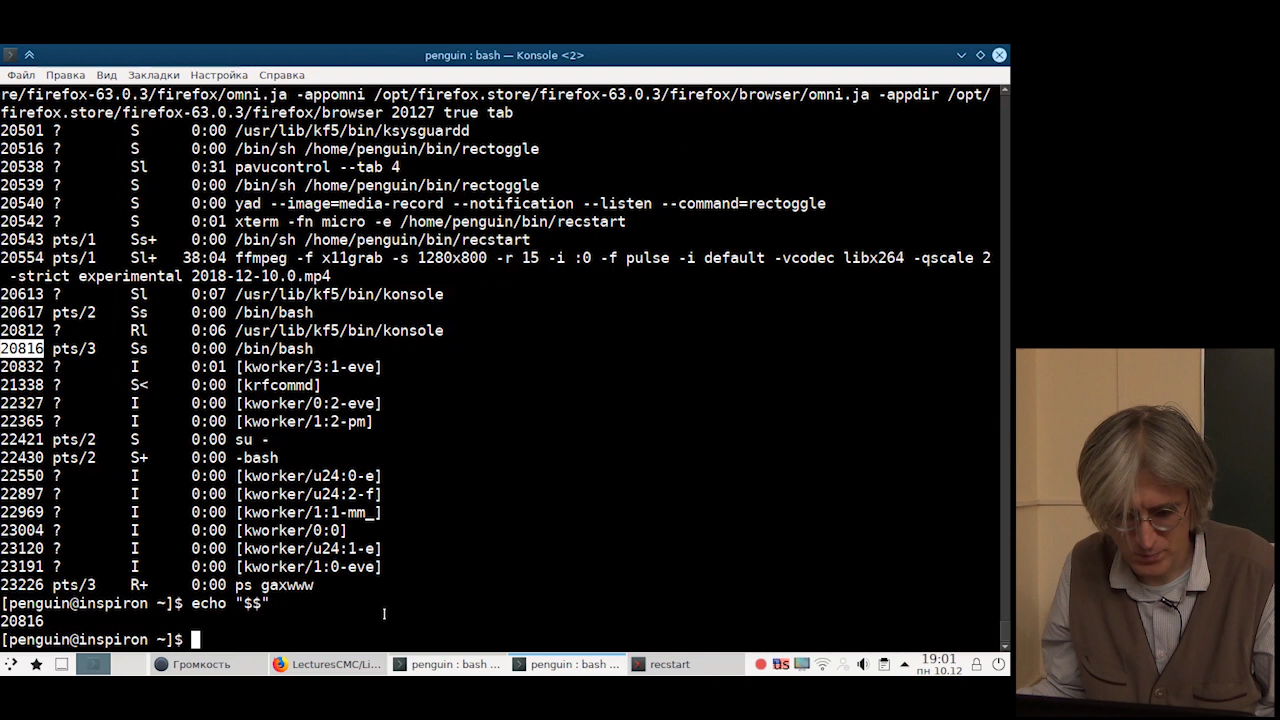 penguin : bash — Konsole <2>
Файл Правка Вид Закладки Настройка Справка
re/firefox-63.0.3/firefox/omni.ja -appomni /opt/firefox.store/firefox-63.0.3/firefox/browser/omni.ja -appdir /opt/
firefox.store/firefox-63.0.3/firefox/browser 20127 true tab
20501 ? S 0:00 /usr/lib/kf5/bin/ksysguardd
20516 ? S 0:00 /bin/sh /home/penguin/bin/rectoggle
20538 ? Sl 0:31 pavucontrol --tab 4
20539 ? S 0:00 /bin/sh /home/penguin/bin/rectoggle
20540 ? S 0:00 yad --image=media-record --notification --listen --command=rectoggle
20542 ? S 0:01 xterm -fn micro -e /home/penguin/bin/recstart
20543 pts/1 Ss+ 0:00 /bin/sh /home/penguin/bin/recstart
20554 pts/1 Sl+ 38:04 ffmpeg -f x11grab -s 1280x800 -r 15 -i :0 -f pulse -i default -vcodec libx264 -qscale 2
-strict experimental 2018-12-10.0.mp4
20613 ? Sl 0:07 /usr/lib/kf5/bin/konsole
20617 pts/2 Ss 0:00 /bin/bash
20812 ? Rl 0:06 /usr/lib/kf5/bin/konsole
20816 pts/3 Ss 0:00 /bin/bash
20832 ? I 0:01 [kworker/3:1-eve]
21338 ? S< 0:00 [krfcommd]
22327 ? I 0:00 [kworker/0:2-eve]
22365 ? I 0:00 [kworker/1:2-pm]
22421 pts/2 S 0:00 su -
22430 pts/2 S+ 0:00 -bash
22550 ? I 0:00 [kworker/u24:0-e]
22897 ? I 0:00 [kworker/u24:2-f]
22969 ? I 0:00 [kworker/1:1-mm_]
23004 ? I 0:00 [kworker/0:0]
23120 ? I 0:00 [kworker/u24:1-e]
23191 ? I 0:00 [kworker/1:0-eve]
23226 pts/3 R+ 0:00 ps gaxwww
[penguin@inspiron ~]$ echo "$$"
20816
[penguin@inspiron ~]$
Громкость LecturesCMC/Li... penguin : bash ... penguin : bash ... recstart US 19:01
пн 10.12